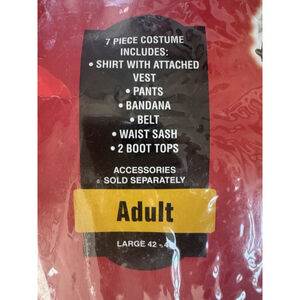 7 PIECE COSTUME
INCLUDES:
• SHIRT WITH ATTACHED
VEST
• PANTS
• BANDANA
• BELT
• WAIST SASH
• 2 BOOT TOPS
ACCESSORIES
SOLD SEPARATELY
Adult
LARGE 42 - 4